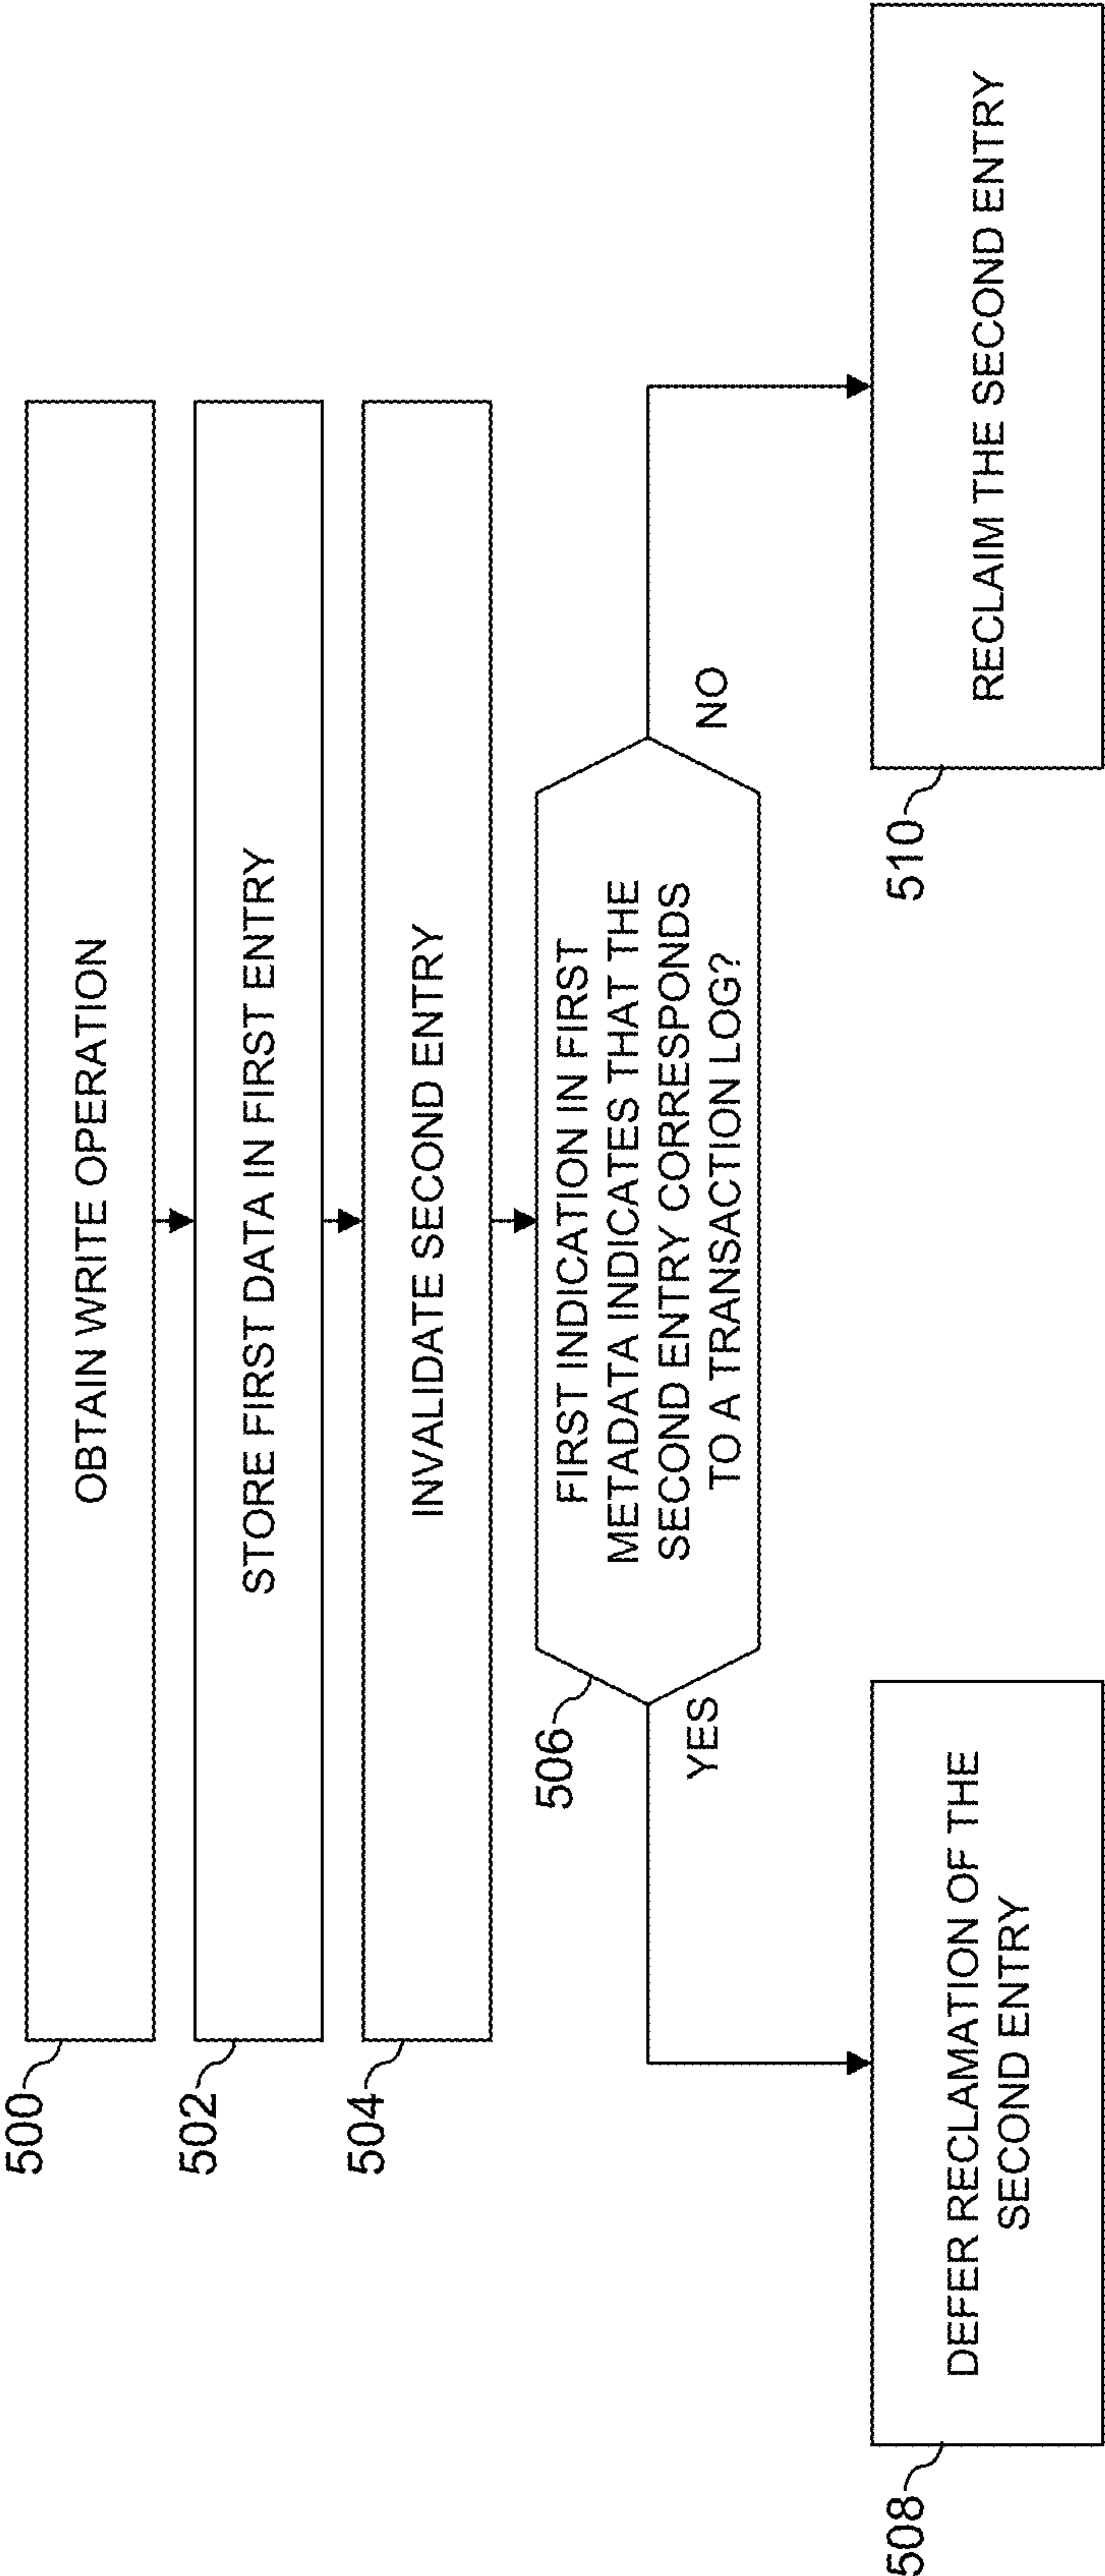 500
OBTAIN WRITE OPERATION
502
STORE FIRST DATA IN FIRST ENTRY
504
INVALIDATE SECOND ENTRY
506
FIRST INDICATION IN FIRST
METADATA INDICATES THAT THE
SECOND ENTRY CORRESPONDS
TO A TRANSACTION LOG?
YES
NO
508
DEFER RECLAMATION OF THE
SECOND ENTRY
510
RECLAIM THE SECOND ENTRY